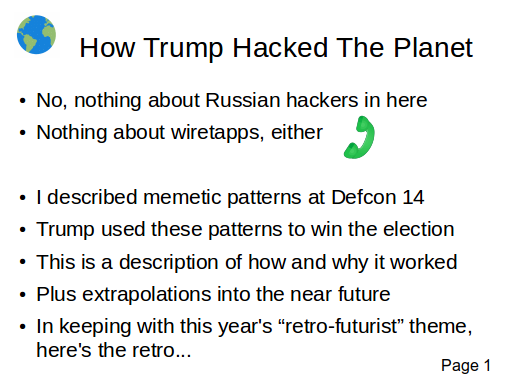 How Trump Hacked The Planet
• No, nothing about Russian hackers in here
• Nothing about wiretapps, either
• I described memetic patterns at Defcon 14
• Trump used these patterns to win the election
• This is a description of how and why it worked
• Plus extrapolations into the near future
• In keeping with this year's “retro-futurist” theme,
here's the retro...
Page 1